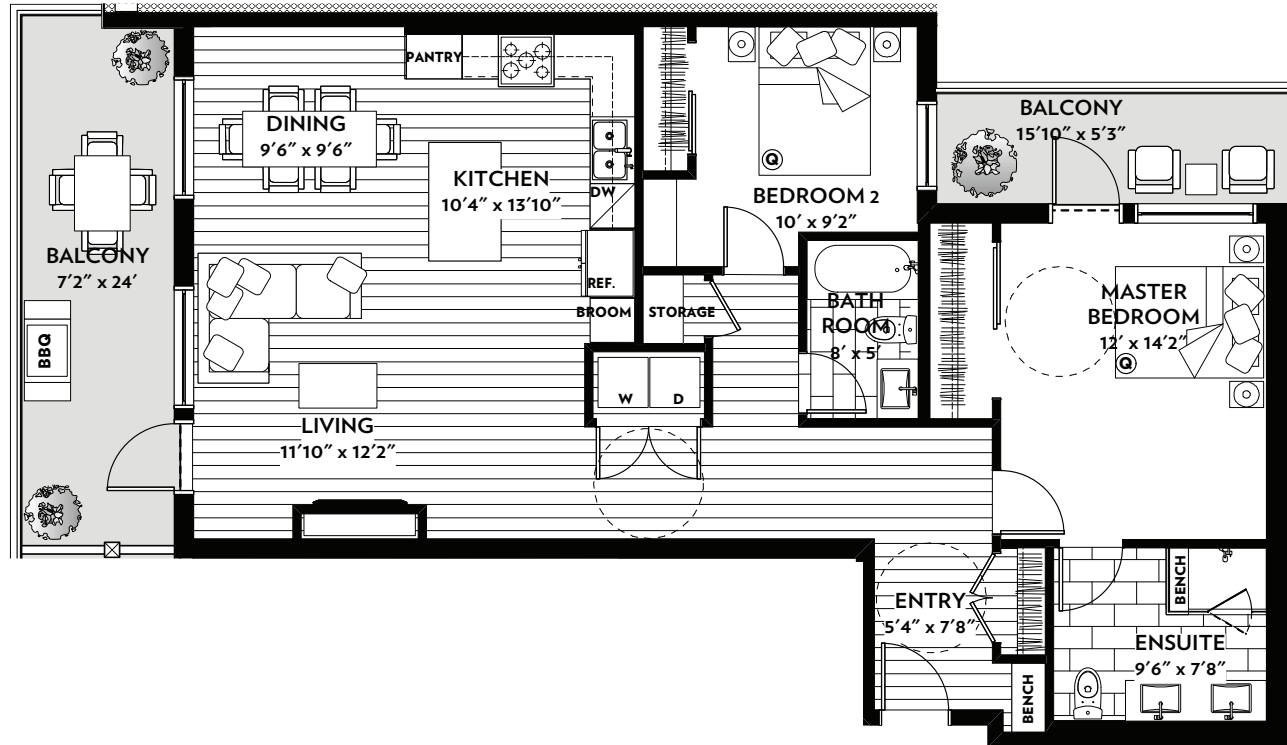 PANTRY
DINING
9′6″ x 9′6″
KITCHEN
10′4″ x 13′10″
DW
REF.
BROOM
BALCONY
7′2″ x 24′
BBQ
LIVING
11′10″ x 12′2″
STORAGE
W
D
Q
BEDROOM 2
10′ x 9′2″
BATH
ROOM
8′ x 5′
BALCONY
15′10″ x 5′3″
MASTER
BEDROOM
12′ x 14′2″
Q
ENTRY
5′4″ x 7′8″
BENCH
BENCH
ENSUITE
9′6″ x 7′8″